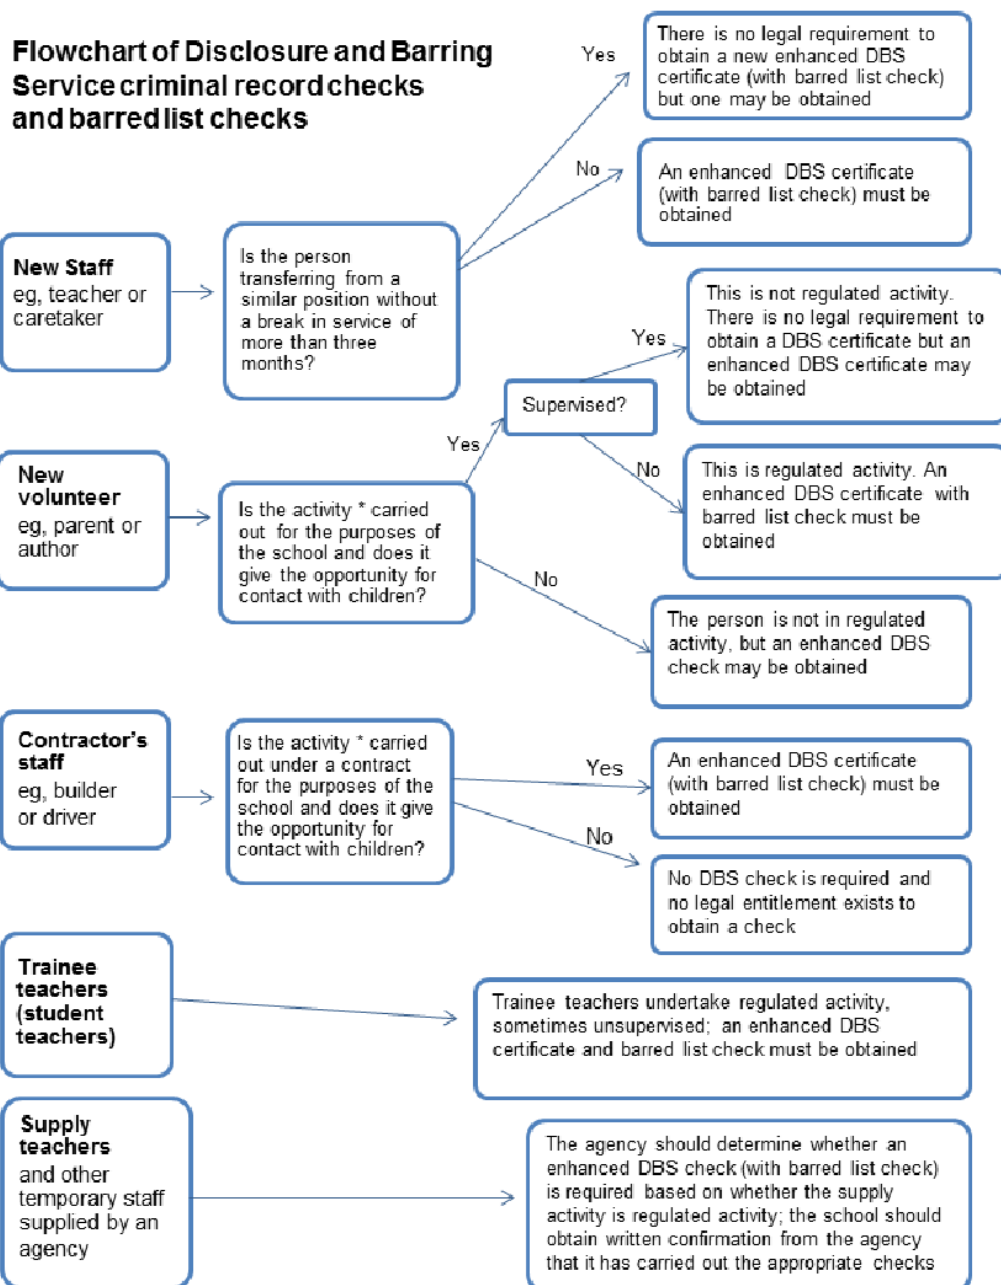 Flowchart of Disclosure and Barring
Service criminal record checks
and barred list checks
Yes
There is no legal requirement to
obtain a new enhanced DBS
certificate (with barred list check)
but one may be obtained
No
An enhanced DBS certificate
(with barred list check) must be
obtained
New Staff
eg, teacher or
caretaker
Is the person
transferring from a
similar position without
a break in service of
more than three
months?
This is not regulated activity.
There is no legal requirement to
obtain a DBS certificate but an
enhanced DBS certificate may
be obtained
Yes
Supervised?
Yes
No
This is regulated activity. An
enhanced DBS certificate with
barred list check must be
obtained
New
volunteer
eg, parent or
author
Is the activity * carried
out for the purposes of
the school and does it
give the opportunity for
contact with children?
No
The person is not in regulated
activity, but an enhanced DBS
check may be obtained
Contractor's
staff
eg, builder
or driver
Is the activity * carried
out under a contract
for the purposes of the
school and does it give
the opportunity for
contact with children?
Yes
An enhanced DBS certificate
(with barred list check) must be
obtained
No
No DBS check is required and
no legal entitlement exists to
obtain a check
Trainee
teachers
(student
teachers)
Trainee teachers undertake regulated activity,
sometimes unsupervised; an enhanced DBS
certificate and barred list check must be obtained
Supply
teachers
and other
temporary staff
supplied by an
agency
The agency should determine whether an
enhanced DBS check (with barred list check)
is required based on whether the supply
activity is regulated activity; the school should
obtain written confirmation from the agency
that it has carried out the appropriate checks